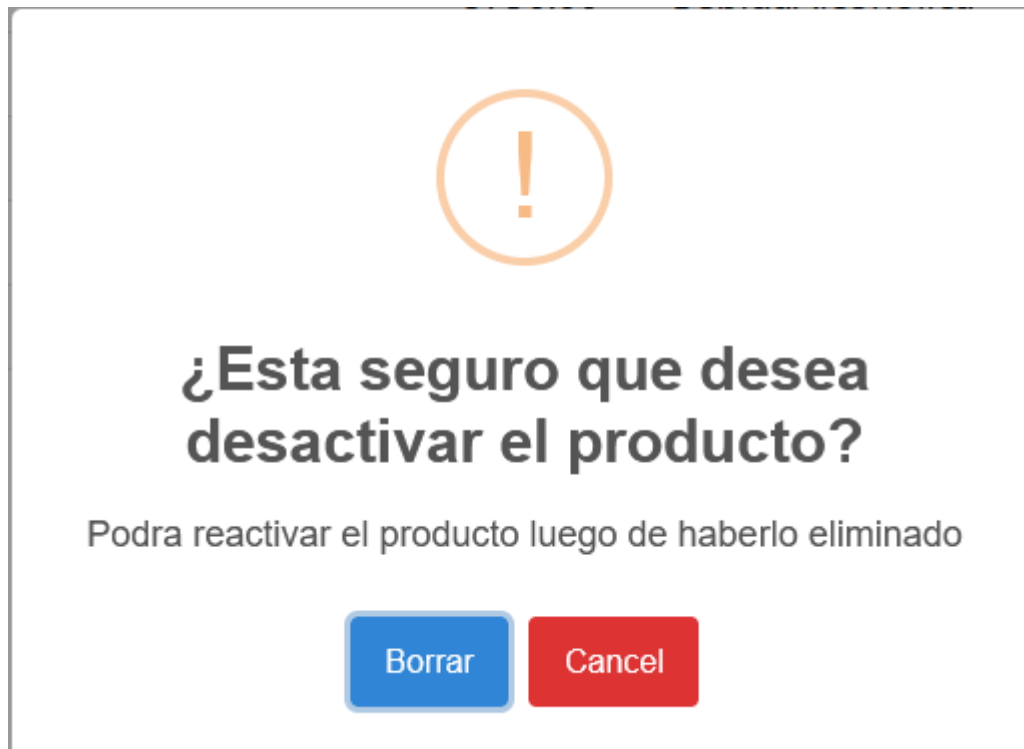 ¿Esta seguro que desea
desactivar el producto?
Podra reactivar el producto luego de haberlo eliminado
Borrar
Cancel